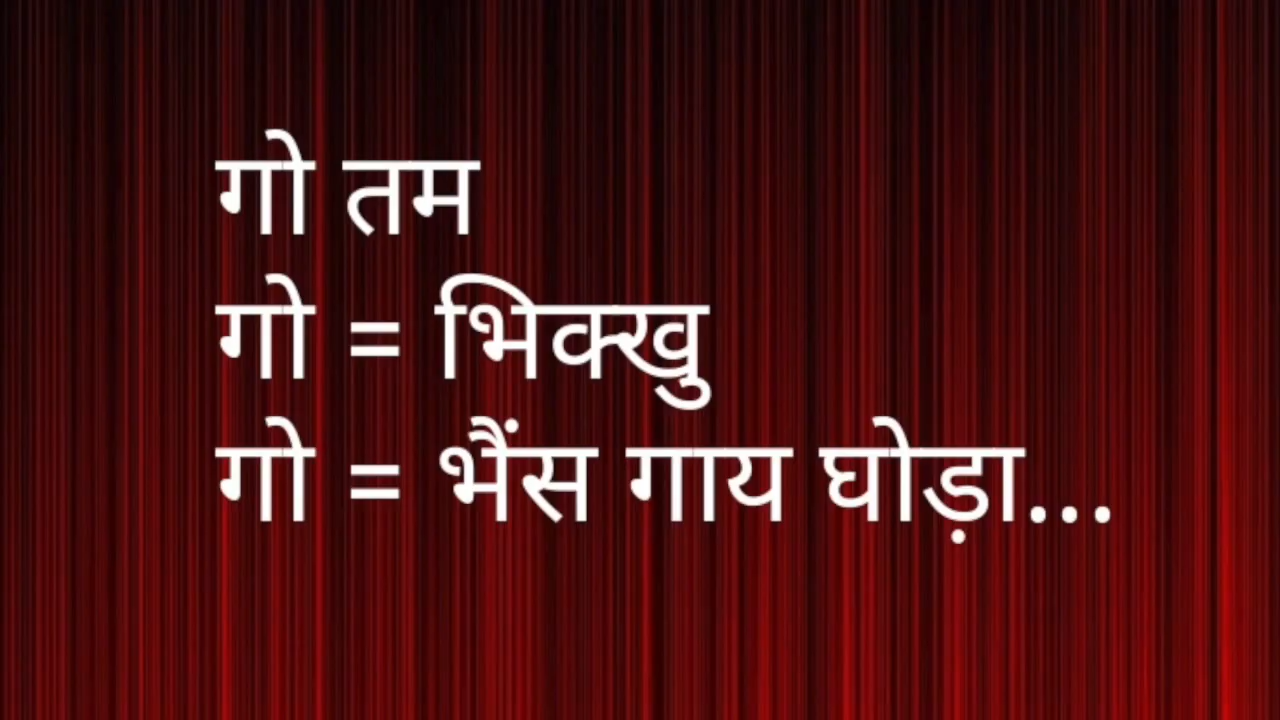 गो तम
गो = भिक्खु
गो = भैंस गाय घोड़ा...